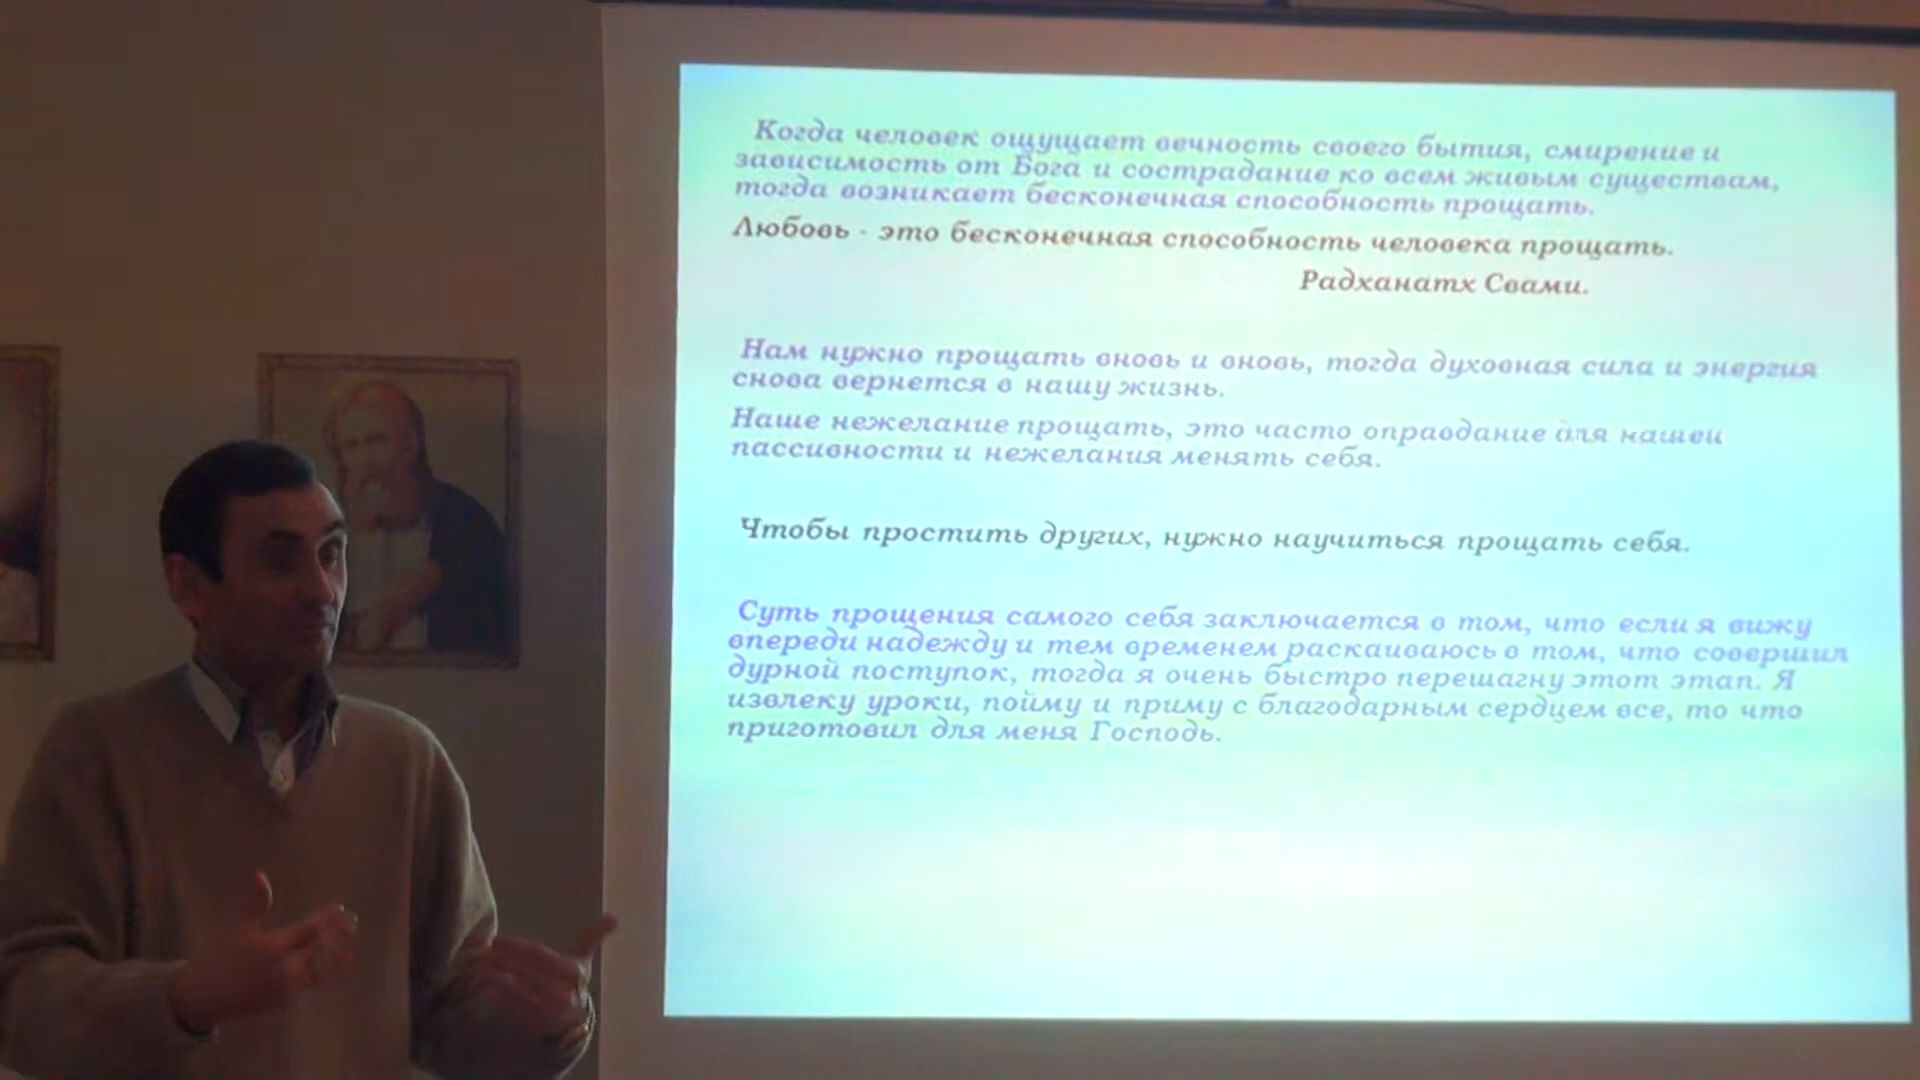 Когда человек ощущает вечность своего бытия, смирение и
зависимость от Бога и сострадание ко всем живым существам,
тогда возникает бесконечная способность прощать.
Любовь - это бесконечная способность человека прощать.
Радханатх Свами.
Нам нужно прощать вновь и вновь, тогда духовная сила и энергия
снова вернется в нашу жизнь.
Наше нежелание прощать, это часто оправдание для нашей
пассивности и нежелания менять себя.
Чтобы простить других, нужно научиться прощать себя.
Суть прощения самого себя заключается в том, что если я вижу
впереди надежду и тем временем раскаиваюсь в том, что совершил
дурной поступок, тогда я очень быстро перешагну этот этап. Я
извлеку уроки, пойму и приму с благодарным сердцем все, то что
приготовил для меня Господь.